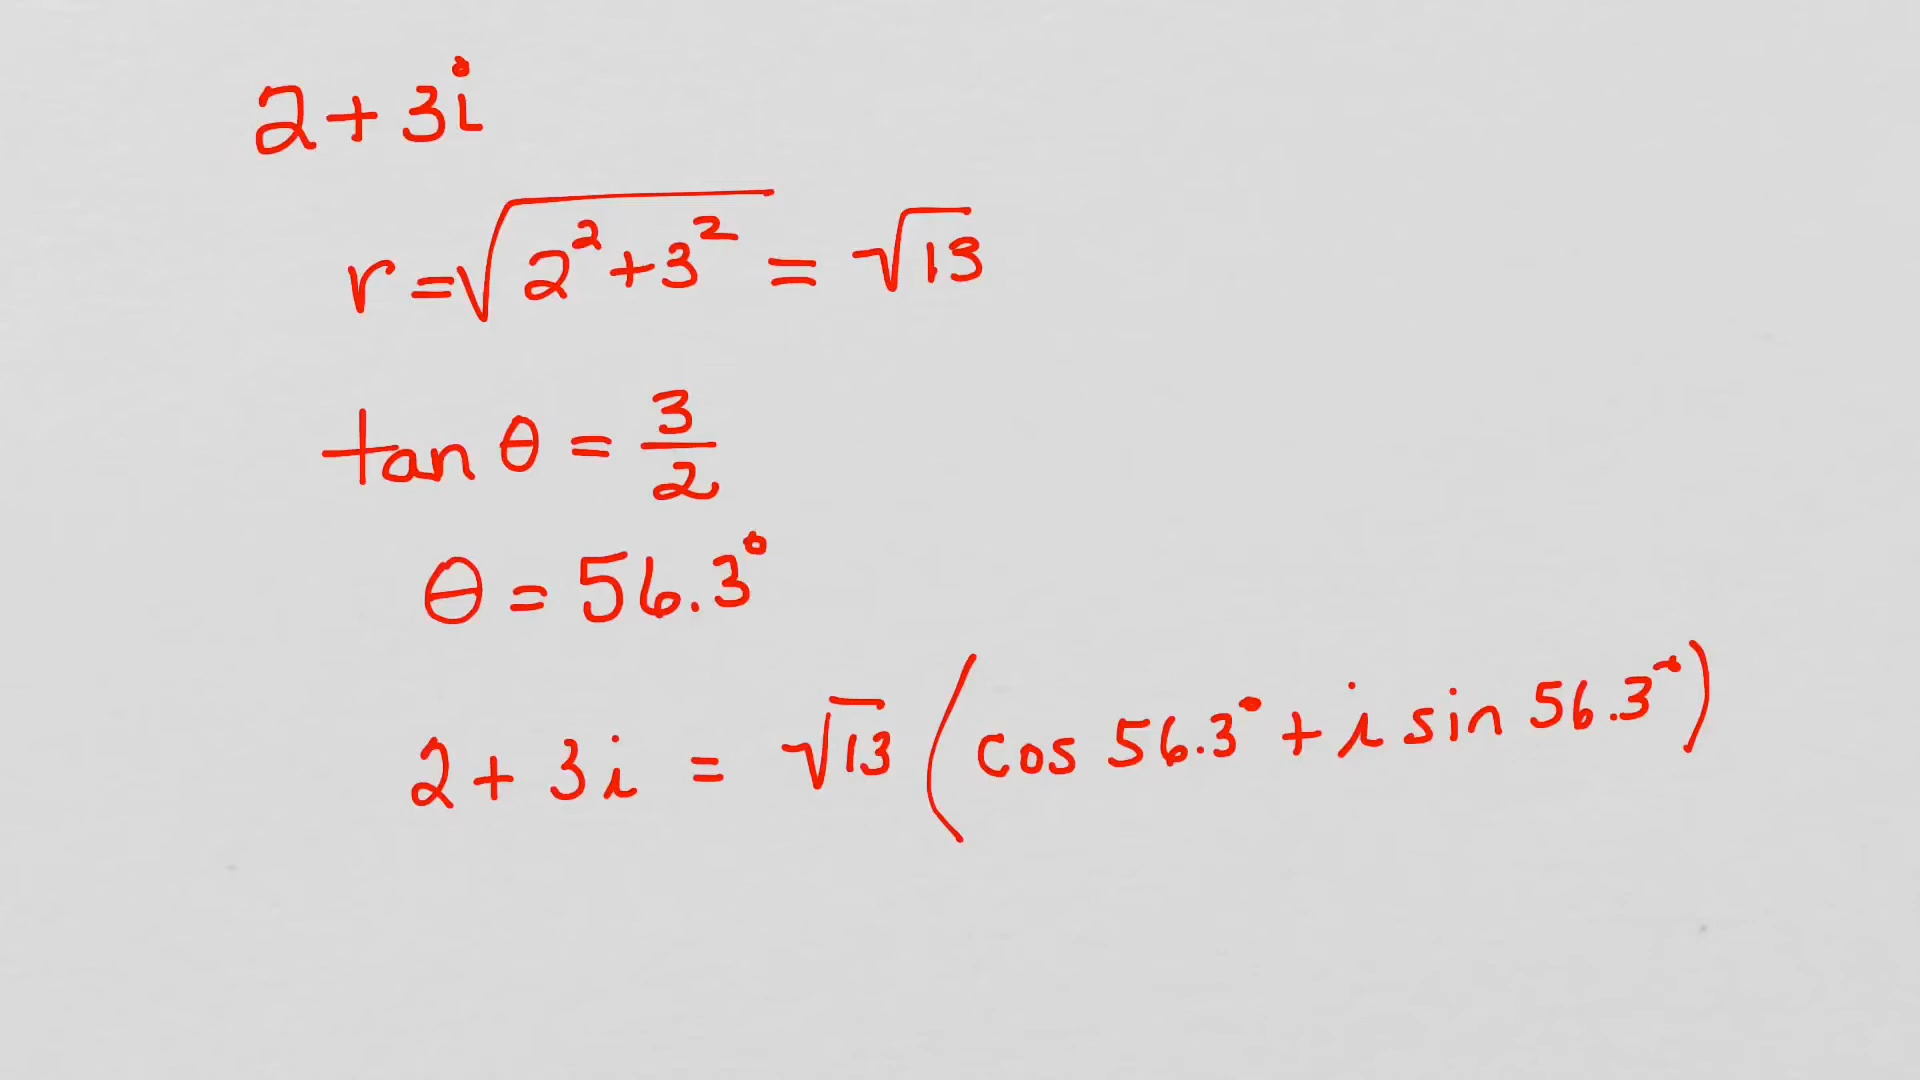 2 + 3i
r = √(2² + 3²) = √13
tan θ = 3/2
θ = 56.3°
2 + 3i = √13 (cos 56.3° + i sin 56.3°)